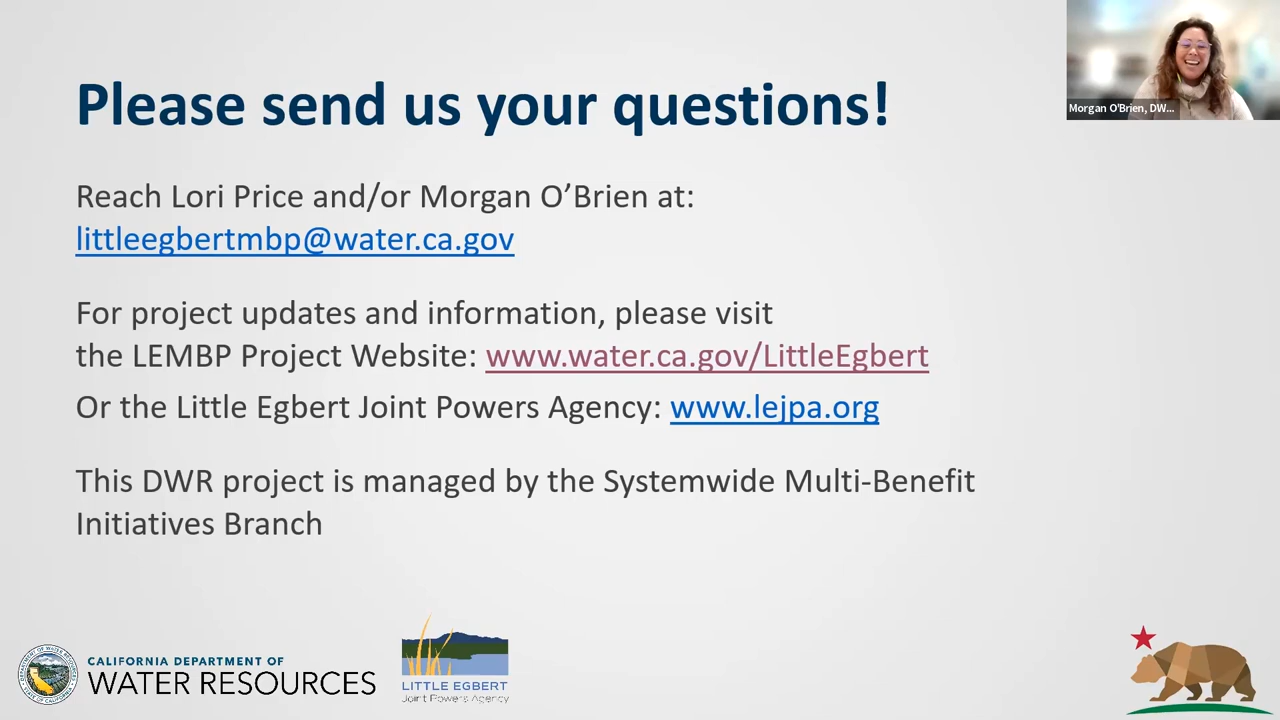 Please send us your questions!
Morgan O'Brien, DW...
Reach Lori Price and/or Morgan O’Brien at:
littleegbertmbp@water.ca.gov
For project updates and information, please visit
the LEMBP Project Website: www.water.ca.gov/LittleEgbert
Or the Little Egbert Joint Powers Agency: www.lejpa.org
This DWR project is managed by the Systemwide Multi-Benefit
Initiatives Branch
CALIFORNIA DEPARTMENT OF
WATER RESOURCES
LITTLE EGBERT
Joint Powers Agency